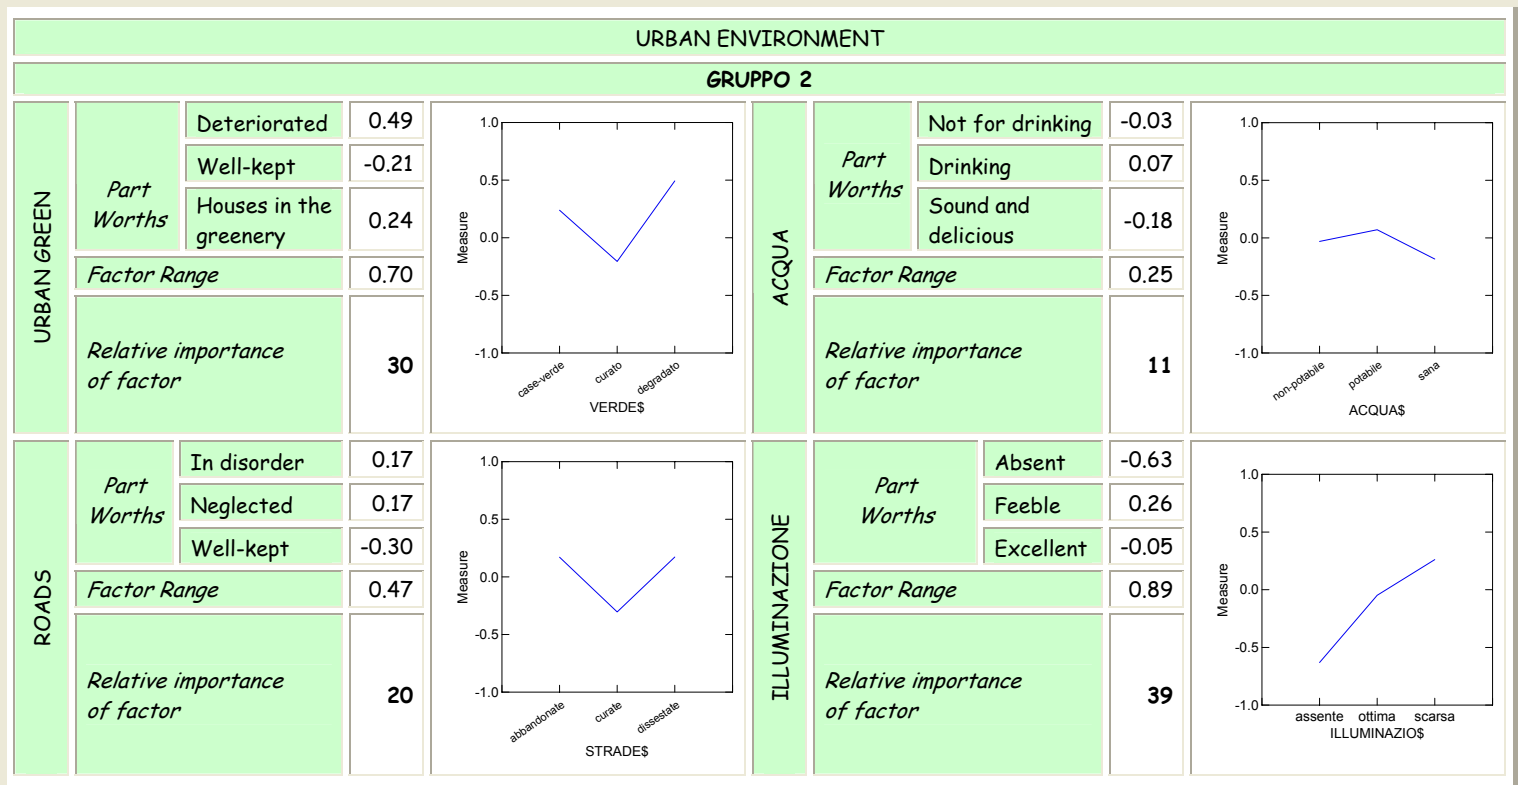 URBAN ENVIRONMENT
GRUPPO 2
URBAN GREEN
Part
Worths
Deteriorated
0.49
Well-kept
-0.21
Houses in the
greenery
0.24
Factor Range
0.70
Relative importance
of factor
30
1.0
0.5
0.0
-0.5
-1.0
Measure
case-verde
curato
degradato
VERDE$
ACQUA
Part
Worths
Not for drinking
-0.03
Drinking
0.07
Sound and
delicious
-0.18
Factor Range
0.25
Relative importance
of factor
11
1.0
0.5
0.0
-0.5
-1.0
Measure
non-potabile
potabile
sana
ACQUA$
ROADS
Part
Worths
In disorder
0.17
Neglected
0.17
Well-kept
-0.30
Factor Range
0.47
Relative importance
of factor
20
1.0
0.5
0.0
-0.5
-1.0
Measure
abbandonate
curate
dissestate
STRADE$
ILLUMINAZIONE
Part
Worths
Absent
-0.63
Feeble
0.26
Excellent
-0.05
Factor Range
0.89
Relative importance
of factor
39
1.0
0.5
0.0
-0.5
-1.0
Measure
assente ottima scarsa
ILLUMINAZIO$